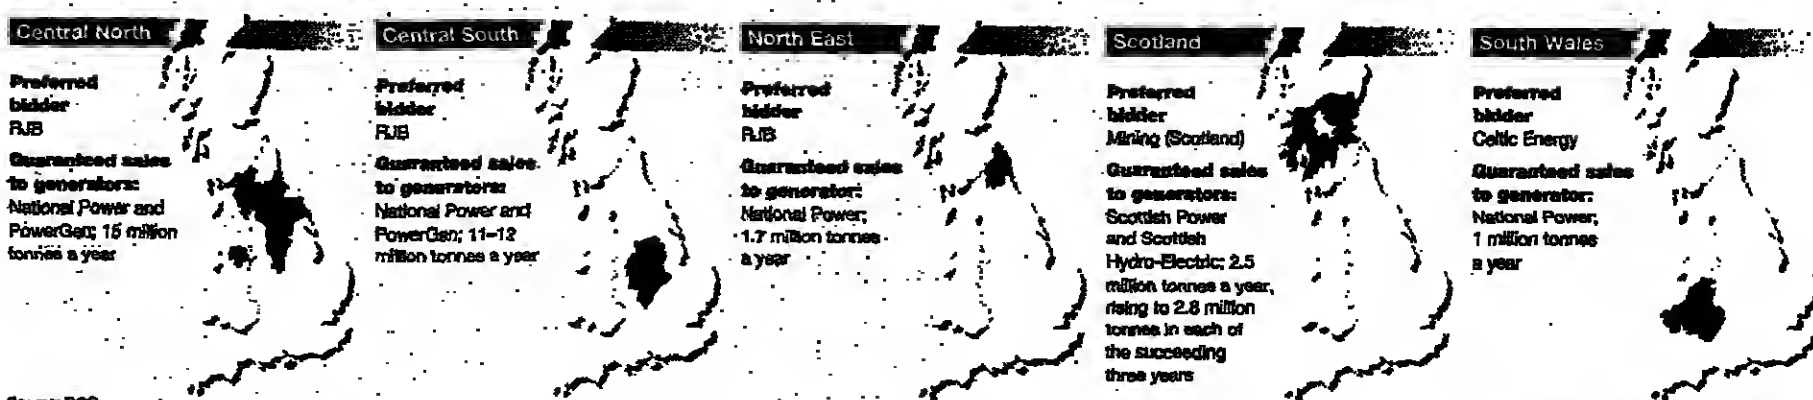 Central North
Preferred
bidder
RJB
Guaranteed sales
to generators:
National Power and
PowerGen; 15 million
tonnes a year
Central South
Preferred
bidder
RJB
Guaranteed sales
to generators:
National Power and
PowerGen; 11–12
million tonnes a year
North East
Preferred
bidder
RJB
Guaranteed sales
to generator:
National Power;
1.7 million tonnes
a year
Scotland
Preferred
bidder
Mining (Scotland)
Guaranteed sales
to generators:
Scottish Power
and Scottish
Hydro-Electric; 2.5
million tonnes a year,
rising to 2.8 million
tonnes in each of
the succeeding
three years
South Wales
Preferred
bidder
Celtic Energy
Guaranteed sales
to generator:
National Power;
1 million tonnes
a year